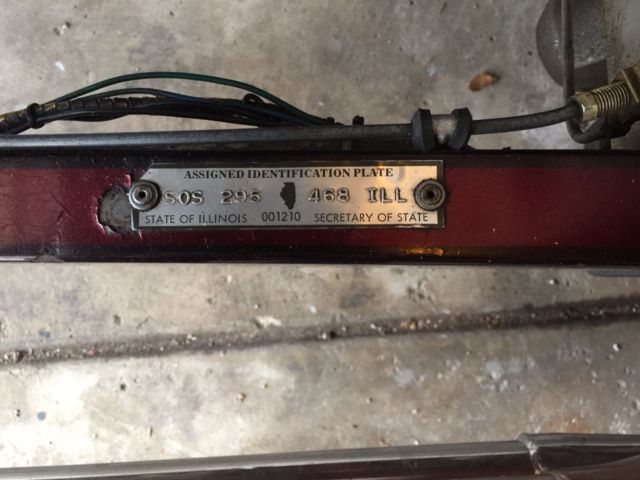 ASSIGNED IDENTIFICATION PLATE
SOS 295 468 ILL
STATE OF ILLINOIS 001210 SECRETARY OF STATE